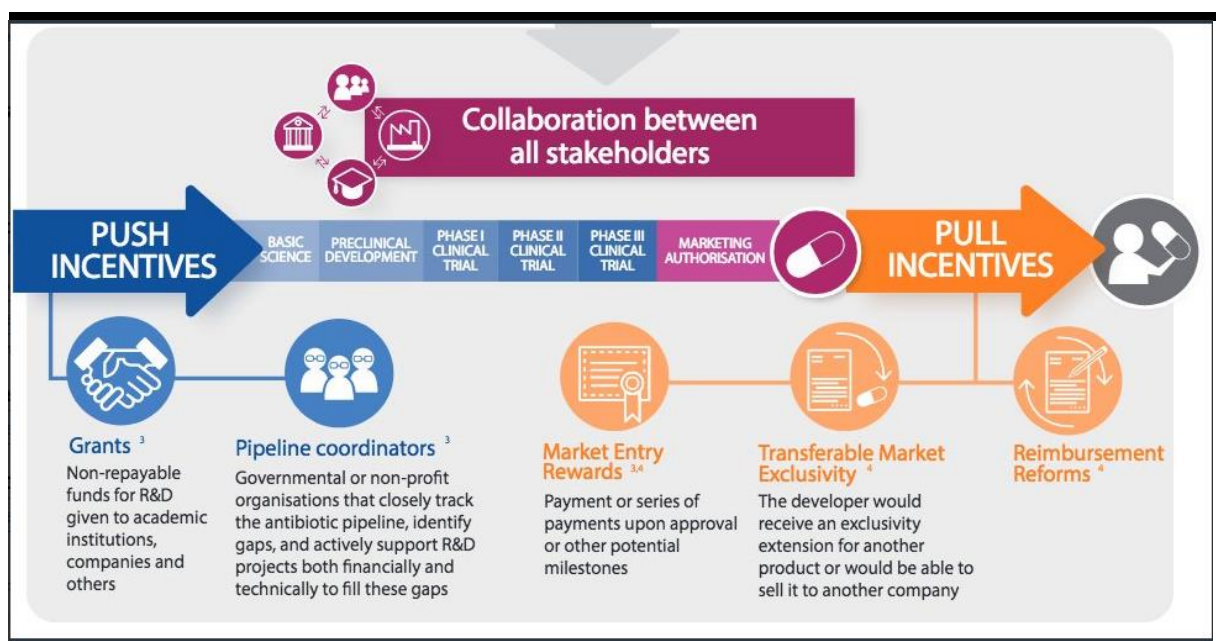 Collaboration between
all stakeholders
PUSH
INCENTIVES
BASIC
SCIENCE
PRECLINICAL
DEVELOPMENT
PHASE I
CLINICAL
TRIAL
PHASE II
CLINICAL
TRIAL
PHASE III
CLINICAL
TRIAL
MARKETING
AUTHORISATION
PULL
INCENTIVES
Grants 3
Non-repayable
funds for R&D
given to academic
institutions,
companies and
others
Pipeline coordinators 3
Governmental or non-profit
organisations that closely track
the antibiotic pipeline, identify
gaps, and actively support R&D
projects both financially and
technically to fill these gaps
Market Entry
Rewards 3,4
Payment or series of
payments upon approval
or other potential
milestones
Transferable Market
Exclusivity 4
The developer would
receive an exclusivity
extension for another
product or would be able to
sell it to another company
Reimbursement
Reforms 4